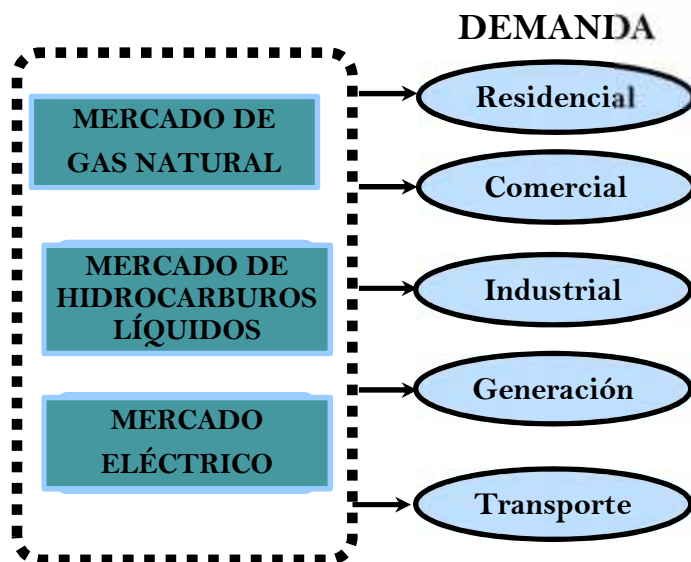 DEMANDA
MERCADO DE
GAS NATURAL
MERCADO DE
HIDROCARBUROS
LÍQUIDOS
MERCADO
ELÉCTRICO
Residencial
Comercial
Industrial
Generación
Transporte